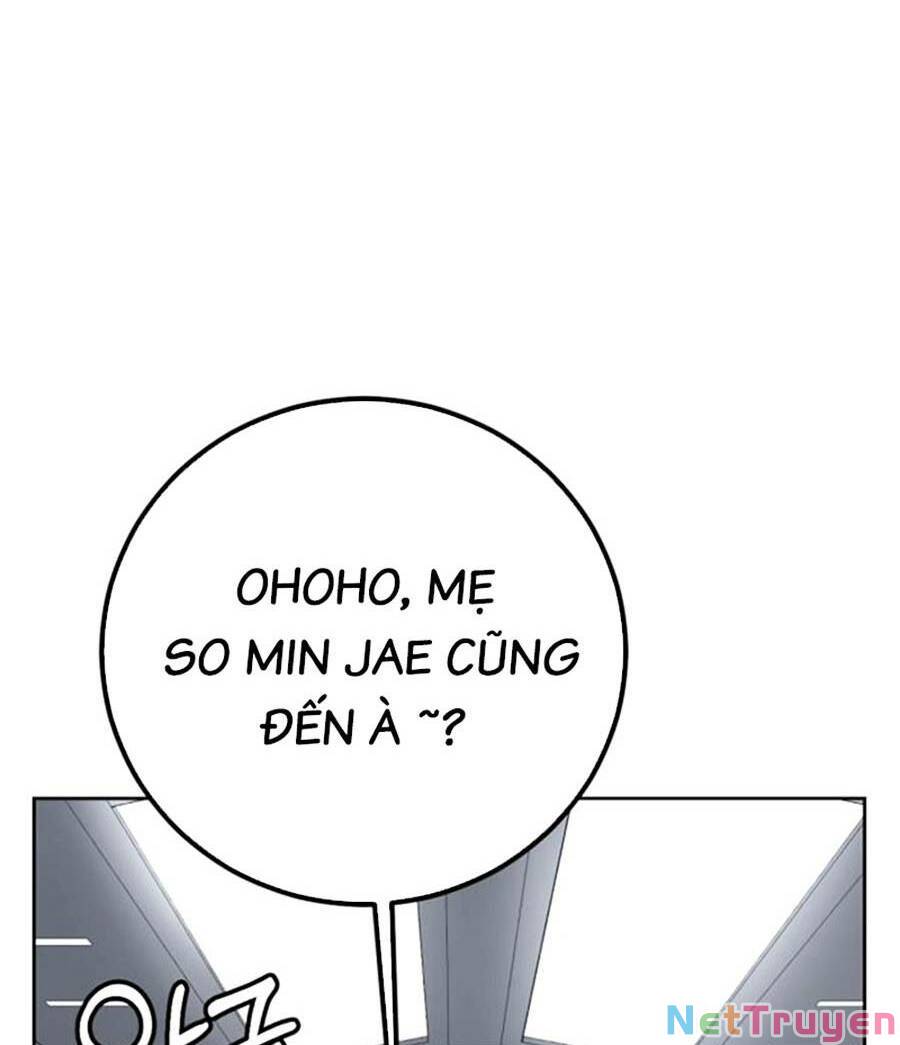 OHOHO, MẸ
SO MIN JAE CŨNG
ĐẾN À ~?
NetTruyen